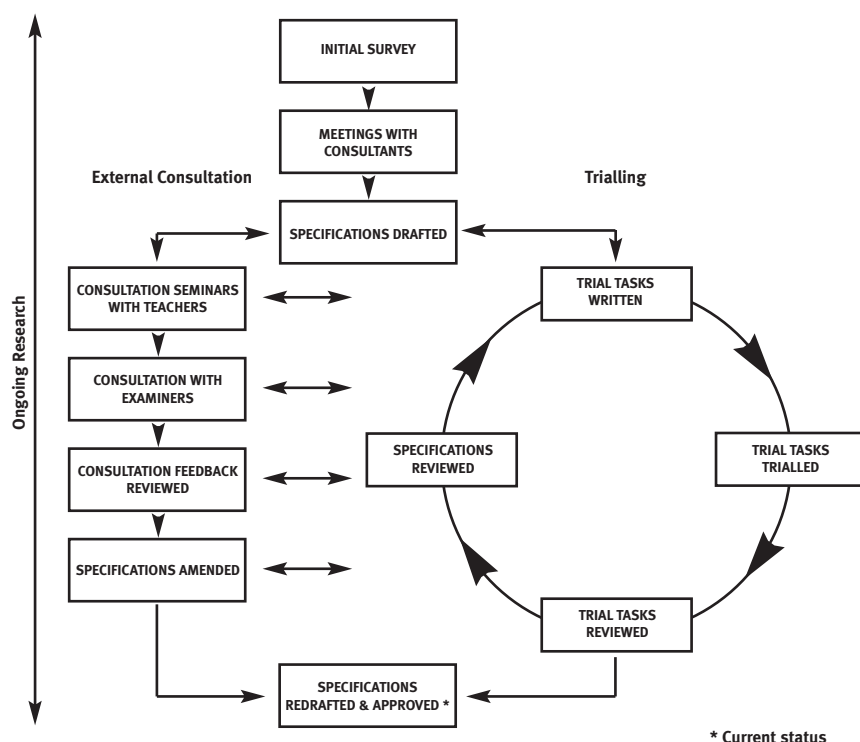 INITIAL SURVEY
MEETINGS WITH
CONSULTANTS
External Consultation
Trialling
SPECIFICATIONS DRAFTED
CONSULTATION SEMINARS
WITH TEACHERS
TRIAL TASKS
WRITTEN
Ongoing Research
CONSULTATION WITH
EXAMINERS
SPECIFICATIONS
REVIEWED
TRIAL TASKS
TRIALLED
CONSULTATION FEEDBACK
REVIEWED
SPECIFICATIONS AMENDED
TRIAL TASKS
REVIEWED
SPECIFICATIONS
REDRAFTED & APPROVED *
* Current status